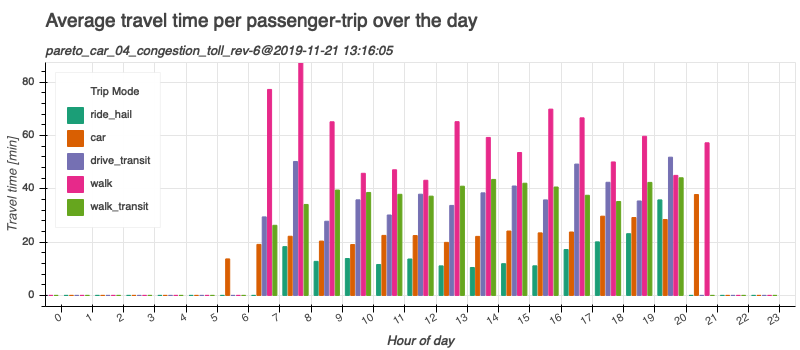 Average travel time per passenger-trip over the day
pareto_car_04_congestion_toll_rev-6@2019-11-21 13:16:05
Travel time [min]
80
60
40
20
0
Trip Mode
ride_hail
car
drive_transit
walk
walk_transit
0 1 2 3 4 5 6 7 8 9 10 11 12 13 14 15 16 17 18 19 20 21 22 23
Hour of day